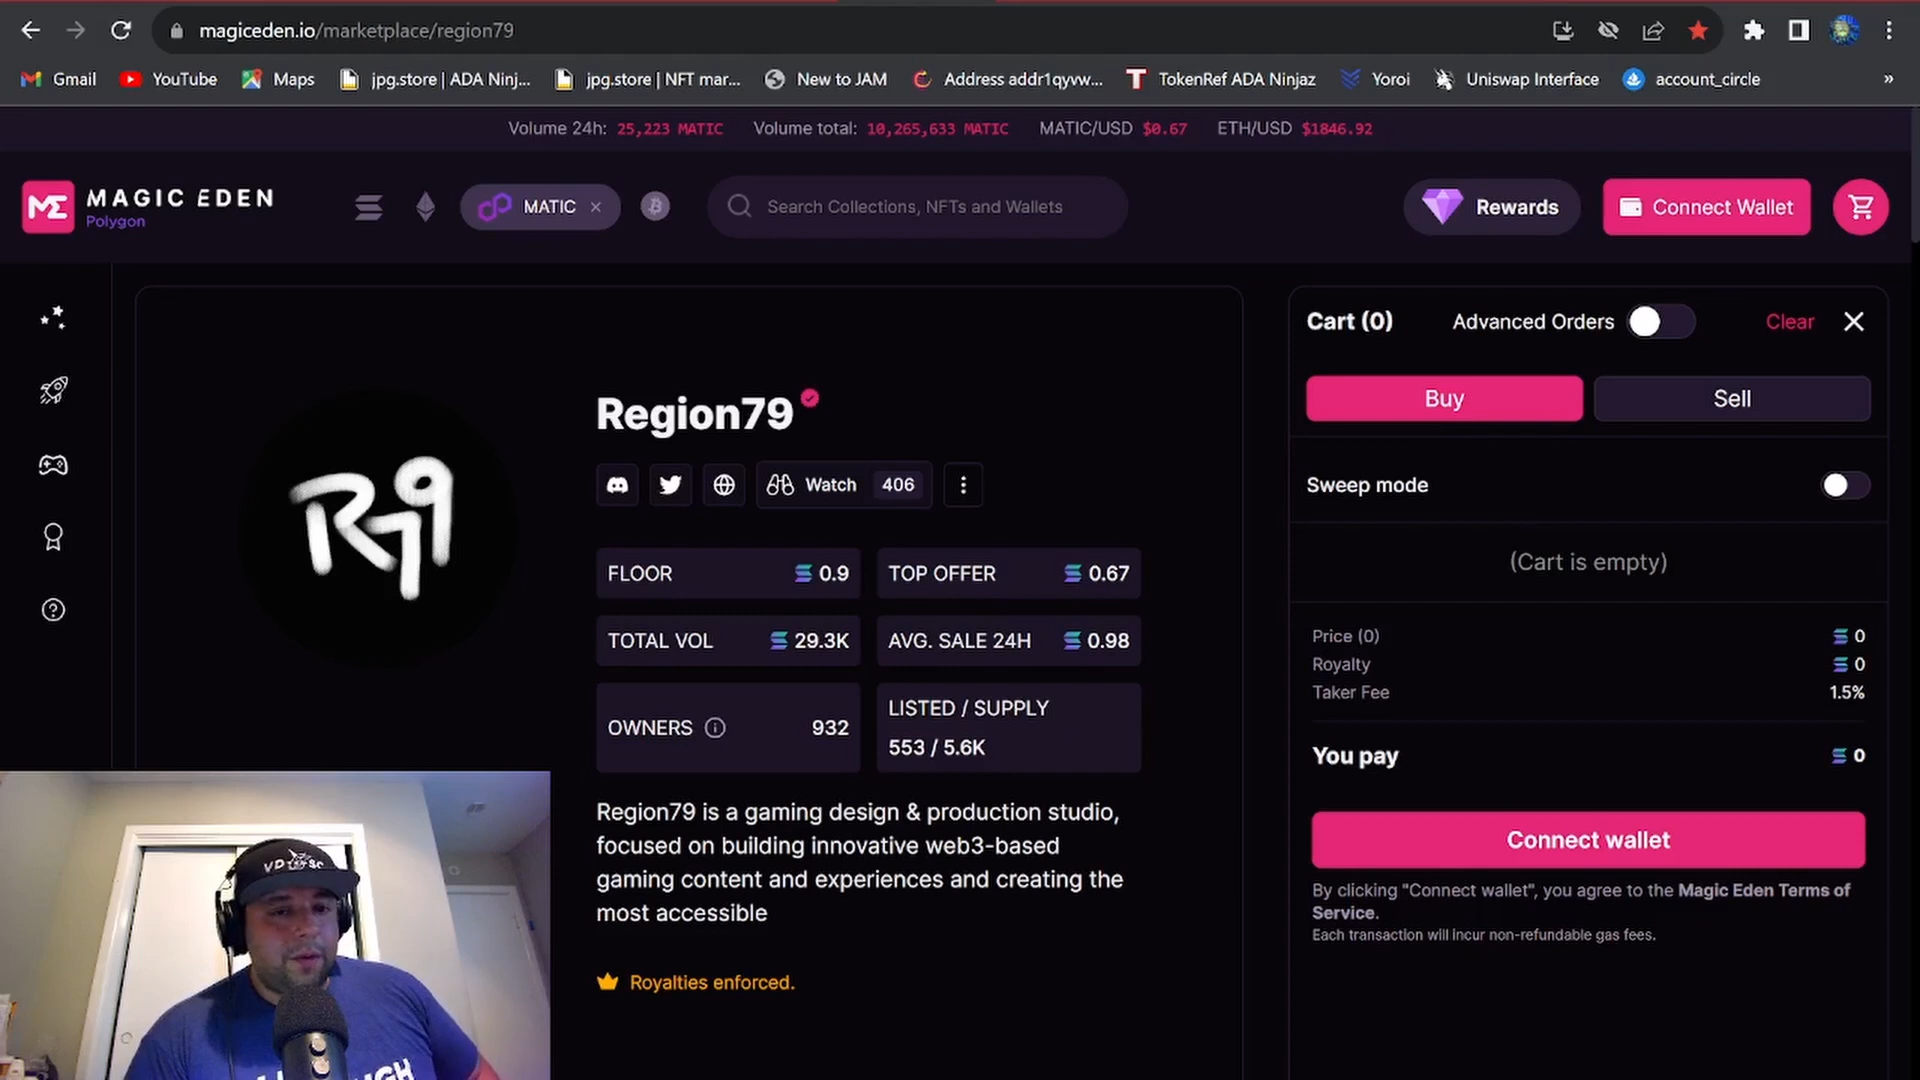 magiceden.io/marketplace/region79
Gmail YouTube Maps jpg.store | ADA Ninj... jpg.store | NFT mar... New to JAM Address addr1qyvw... TokenRef ADA Ninjaz Yoroi Uniswap Interface account_circle »
Volume 24h: 25,223 MATIC Volume total: 10,265,633 MATIC MATIC/USD $0.67 ETH/USD $1846.92
ME MAGIC EDEN
Polygon
MATIC
Search Collections, NFTs and Wallets
Rewards
Connect Wallet
R79
Region79
Watch 406
FLOOR 0.9
TOP OFFER 0.67
TOTAL VOL 29.3K
AVG. SALE 24H 0.98
OWNERS 932
LISTED / SUPPLY
553 / 5.6K
Region79 is a gaming design & production studio,
focused on building innovative web3-based
gaming content and experiences and creating the
most accessible
Royalties enforced.
Cart (0) Advanced Orders Clear
Buy Sell
Sweep mode
(Cart is empty)
Price (0) 0
Royalty 0
Taker Fee 1.5%
You pay 0
Connect wallet
By clicking "Connect wallet", you agree to the Magic Eden Terms of
Service.
Each transaction will incur non-refundable gas fees.